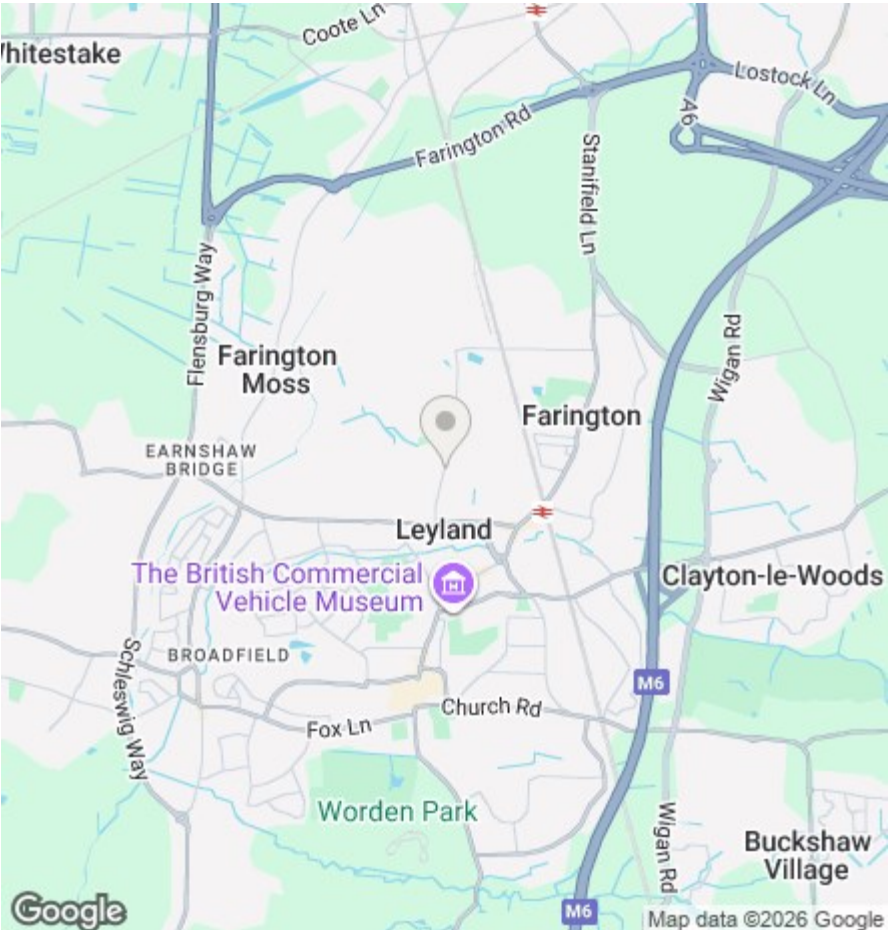 Coote Ln
Whitestake
Lostock Ln
A6
Farington Rd
Stanifield Ln
Flensburg Way
Wigan Rd
Farington
Moss
Farington
EARNSHAW
BRIDGE
Leyland
The British Commercial
Vehicle Museum
Clayton-le-Woods
BROADFIELD
Schleswig Way
M6
Church Rd
Fox Ln
Worden Park
Wigan Rd
Buckshaw
Village
M6
Google
Map data ©2026 Google